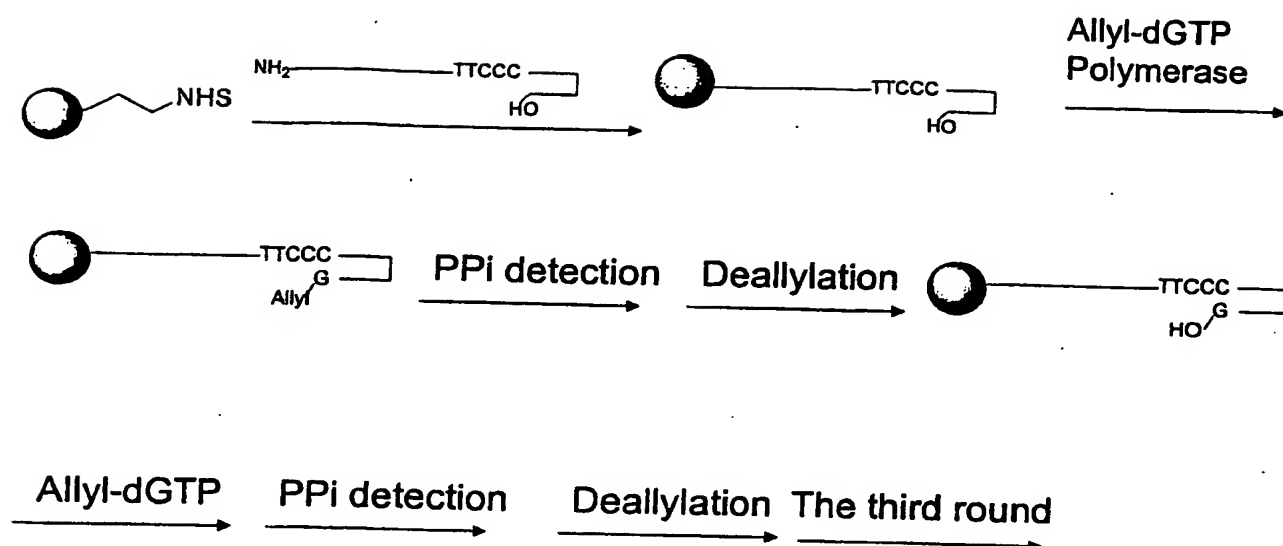 Allyl-dGTP
Polymerase
NHS
NH2
TTCCC
HO
TTCCC
HO
TTCCC
G
Allyl
PPi detection
Deallylation
TTCCC
G
HO
Allyl-dGTP
PPi detection
Deallylation
The third round